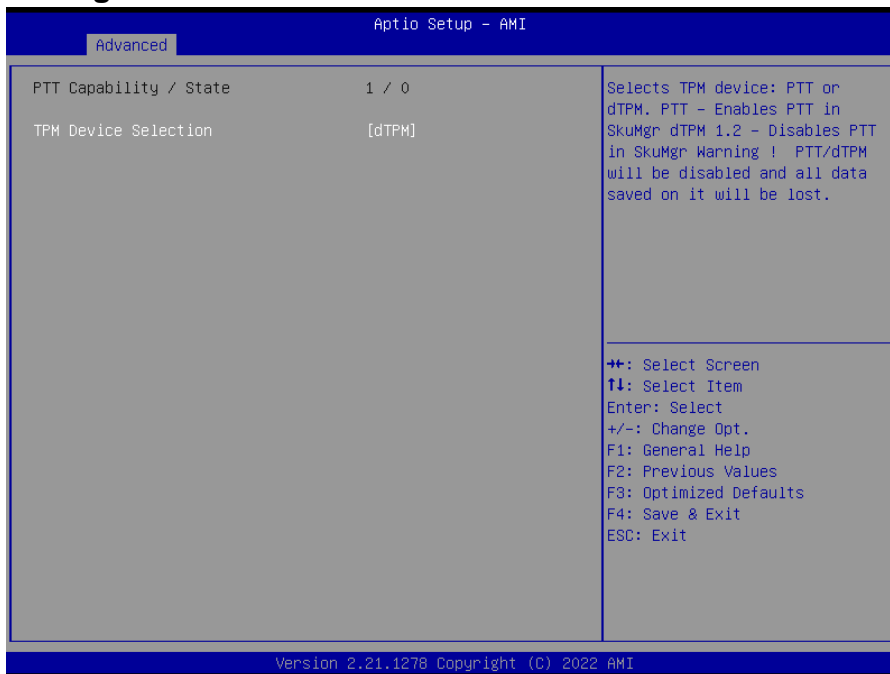 Aptio Setup – AMI
Advanced
PTT Capability / State 1 / 0
TPM Device Selection [dTPM]
Selects TPM device: PTT or
dTPM. PTT – Enables PTT in
SkuMgr dTPM 1.2 – Disables PTT
in SkuMgr Warning ! PTT/dTPM
will be disabled and all data
saved on it will be lost.
→←: Select Screen
↑↓: Select Item
Enter: Select
+/-: Change Opt.
F1: General Help
F2: Previous Values
F3: Optimized Defaults
F4: Save & Exit
ESC: Exit
Version 2.21.1278 Copyright (C) 2022 AMI